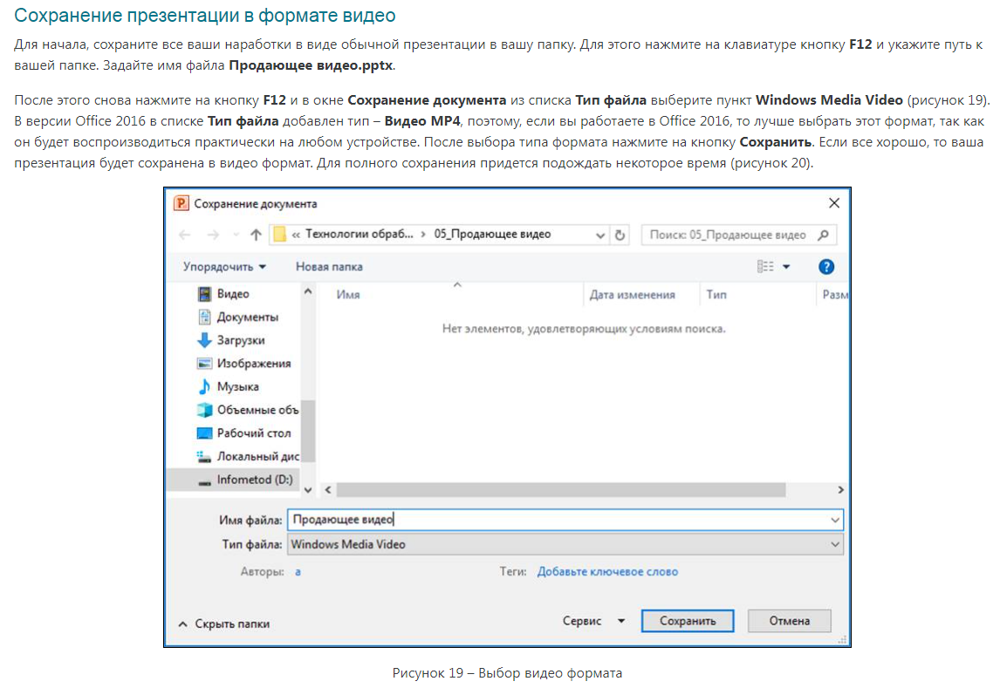 Сохранение презентации в формате видео
Для начала, сохраните все ваши наработки в виде обычной презентации в вашу папку. Для этого нажмите на клавиатуре кнопку F12 и укажите путь к
вашей папке. Задайте имя файла Продающее видео.pptx.
После этого снова нажмите на кнопку F12 и в окне Сохранение документа из списка Тип файла выберите пункт Windows Media Video (рисунок 19).
В версии Office 2016 в списке Тип файла добавлен тип – Видео MP4, поэтому, если вы работаете в Office 2016, то лучше выбрать этот формат, так как
он будет воспроизводиться практически на любом устройстве. После выбора типа формата нажмите на кнопку Сохранить. Если все хорошо, то ваша
презентация будет сохранена в видео формат. Для полного сохранения придется подождать некоторое время (рисунок 20).
Сохранение документа
« Технологии обраб... › 05_Продающее видео
Поиск: 05_Продающее видео
Упорядочить
Новая папка
Имя
Дата изменения
Тип
Разм
Нет элементов, удовлетворяющих условиям поиска.
Видео
Документы
Загрузки
Изображения
Музыка
Объемные объ
Рабочий стол
Локальный дис
Infometod (D:)
Имя файла: Продающее видео
Тип файла: Windows Media Video
Авторы: a
Теги: Добавьте ключевое слово
Скрыть папки
Сервис
Сохранить
Отмена
Рисунок 19 – Выбор видео формата